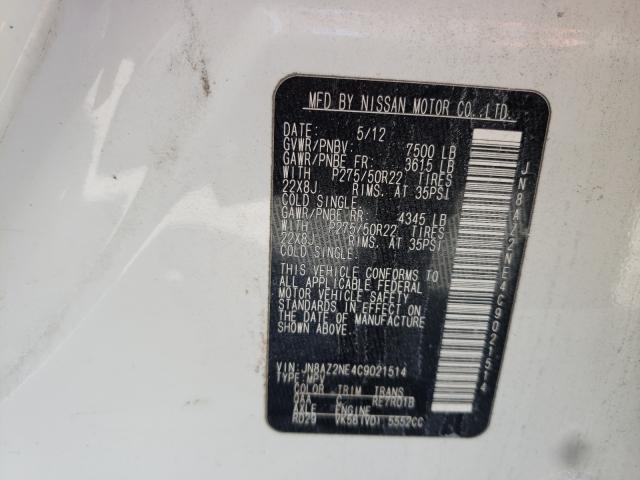 MFD BY NISSAN MOTOR CO., LTD.
DATE: 5/12
GVWR/PNBV: 7500 LB
GAWR/PNBE FR: 3615 LB
WITH P275/50R22 TIRES
22X8J RIMS. AT 35PSI
COLD SINGLE
GAWR/PNBE RR: 4345 LB
WITH P275/50R22 TIRES
22X8J RIMS. AT 35PSI
COLD SINGLE
THIS VEHICLE CONFORMS TO
ALL APPLICABLE FEDERAL
MOTOR VEHICLE SAFETY
STANDARDS IN EFFECT ON
THE DATE OF MANUFACTURE
SHOWN ABOVE.
VIN: JN8AZ2NE4C9021514
TYPE: MPV
COLOR TRIM TRANS
QAA C RE7R01B
AXLE ENGINE
R029 VK56(VD) 5552CC
JN8AZ2NE4C9021514